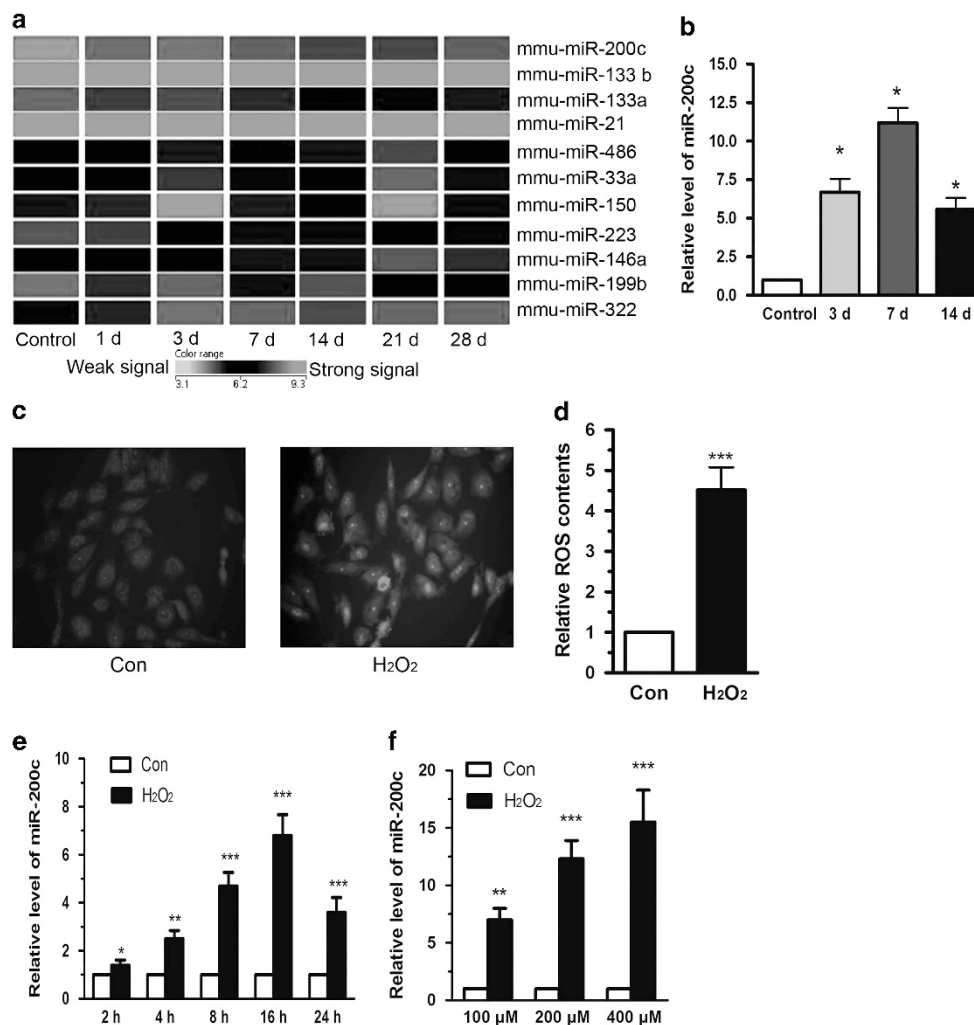 a
mmu-miR-200c
mmu-miR-133 b
mmu-miR-133a
mmu-miR-21
mmu-miR-486
mmu-miR-33a
mmu-miR-150
mmu-miR-223
mmu-miR-146a
mmu-miR-199b
mmu-miR-322
Control 1 d 3 d 7 d 14 d 21 d 28 d
Color range
Weak signal Strong signal
3.1 6.2 9.3
b
Relative level of miR-200c
15.0
12.5
10.0
7.5
5.0
2.5
0.0
* * *
Control 3 d 7 d 14 d
c
Con H2O2
d
Relative ROS contents
6
5
4
3
2
1
0
***
Con H2O2
e
Relative level of miR-200c
10
8
6
4
2
0
Con
H2O2
* ** *** *** ***
2 h 4 h 8 h 16 h 24 h
f
Relative level of miR-200c
20
15
10
5
0
Con
H2O2
** *** ***
100 µM 200 µM 400 µM